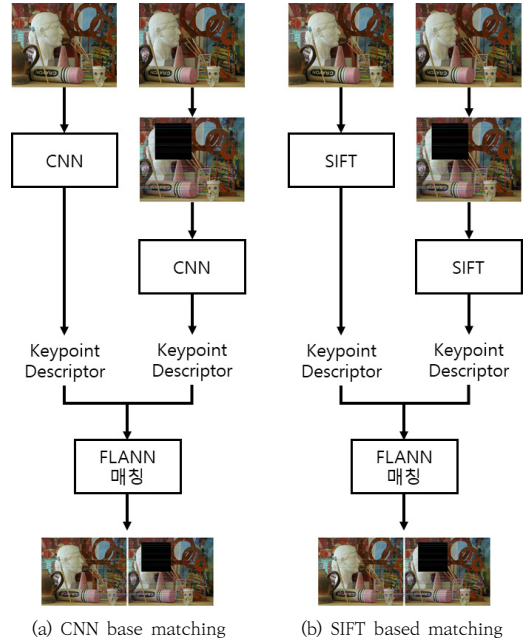 CNN
SIFT
CNN
SIFT
Keypoint
Descriptor
Keypoint
Descriptor
Keypoint
Descriptor
Keypoint
Descriptor
FLANN
매칭
FLANN
매칭
(a) CNN base matching
(b) SIFT based matching